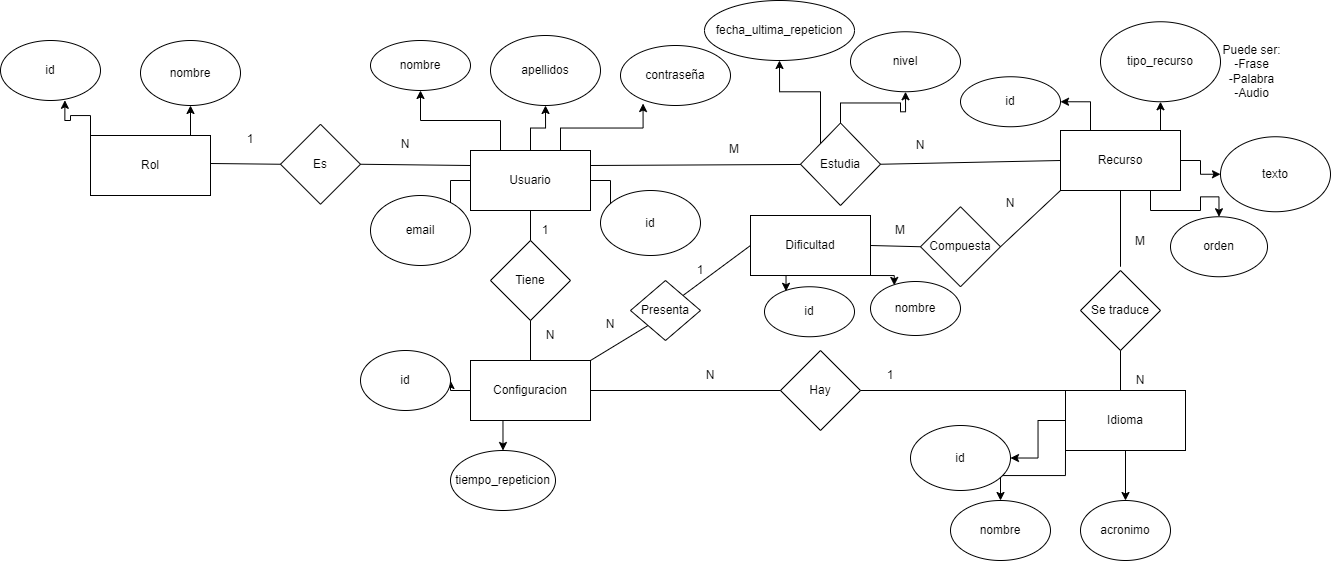 fecha_ultima_repeticion
nivel
tipo_recurso
Puede ser:
-Frase
-Palabra
-Audio
id
nombre
nombre
apellidos
contraseña
id
Rol
1
Es
N
Usuario
M
Estudia
N
Recurso
texto
email
id
orden
1
Tiene
N
Dificultad
M
Compuesta
N
M
1
Presenta
N
id
nombre
Se traduce
N
id
Configuracion
N
Hay
1
Idioma
id
tiempo_repeticion
nombre
acronimo